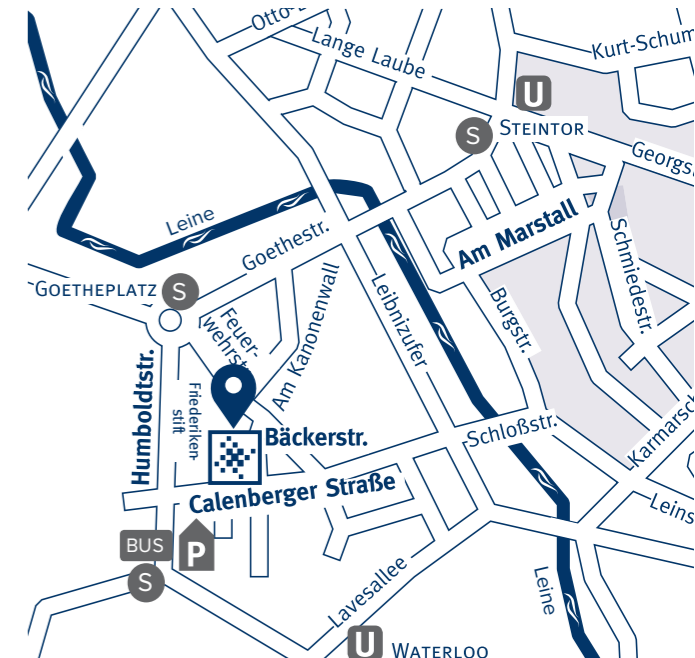 Otto-
Lange Laube
Kurt-Schum
U
S
STEINTOR
Georgs
Leine
Goethestr.
Am Marstall
Schmiedestr.
GOETHEPLATZ
S
Feuer-
wehrstr
Am Kanonenwall
Leibnizufer
Burgstr.
Humboldtstr.
Friederiken-
stift
Bäckerstr.
Schloßstr.
Karmarsch
Calenberger Straße
Leins
BUS
P
S
Lavesallee
Leine
U
WATERLOO